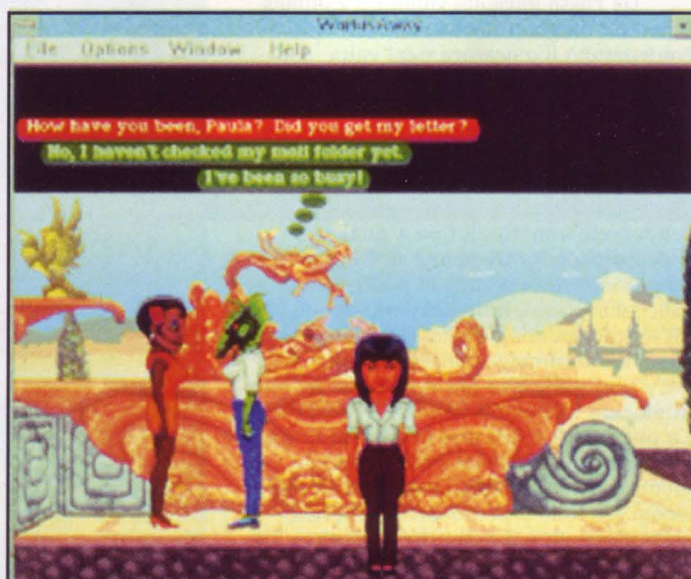 WorldsAway
File Options Window Help
How have you been, Paula? Did you get my letter?
No, I haven't checked my mail folder yet.
I've been so busy!